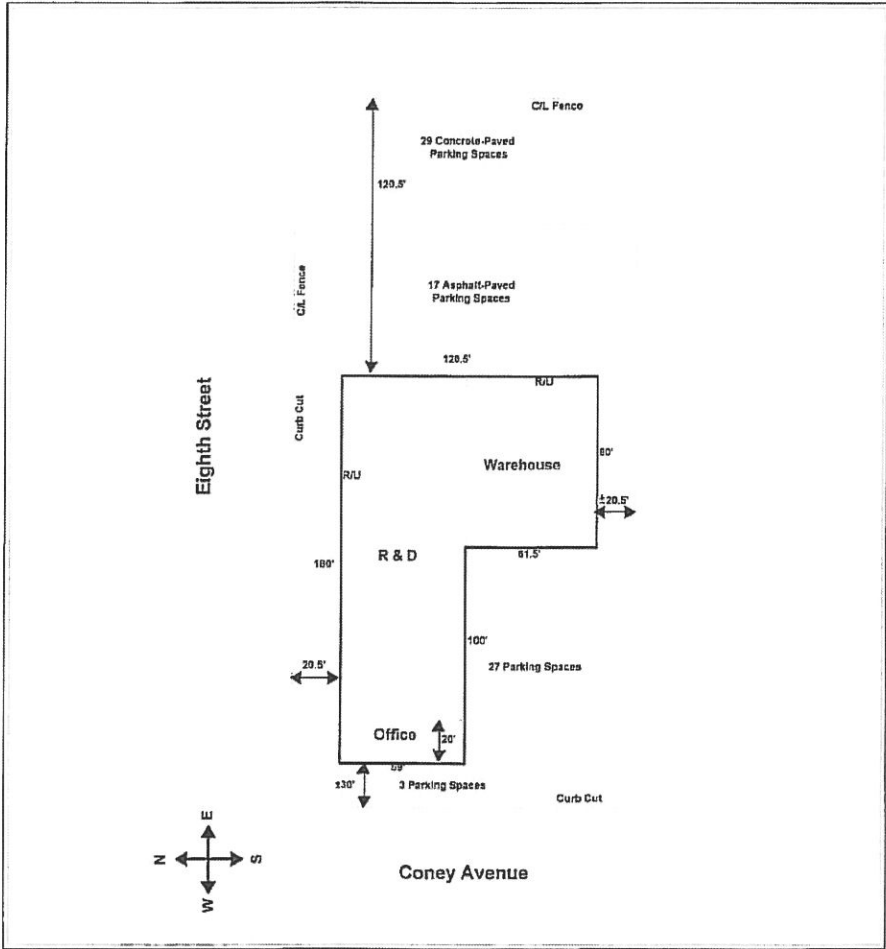 C/L Fence
29 Concrete-Paved
Parking Spaces
120.5'
C/L Fence
17 Asphalt-Paved
Parking Spaces
120.5'
R/U
Eighth Street
Curb Cut
Warehouse
80'
R/U
±20.5'
R & D
61.5'
180'
100'
27 Parking Spaces
20.5'
Office
20'
59'
±30'
3 Parking Spaces
Curb Cut
E
N
S
W
Coney Avenue